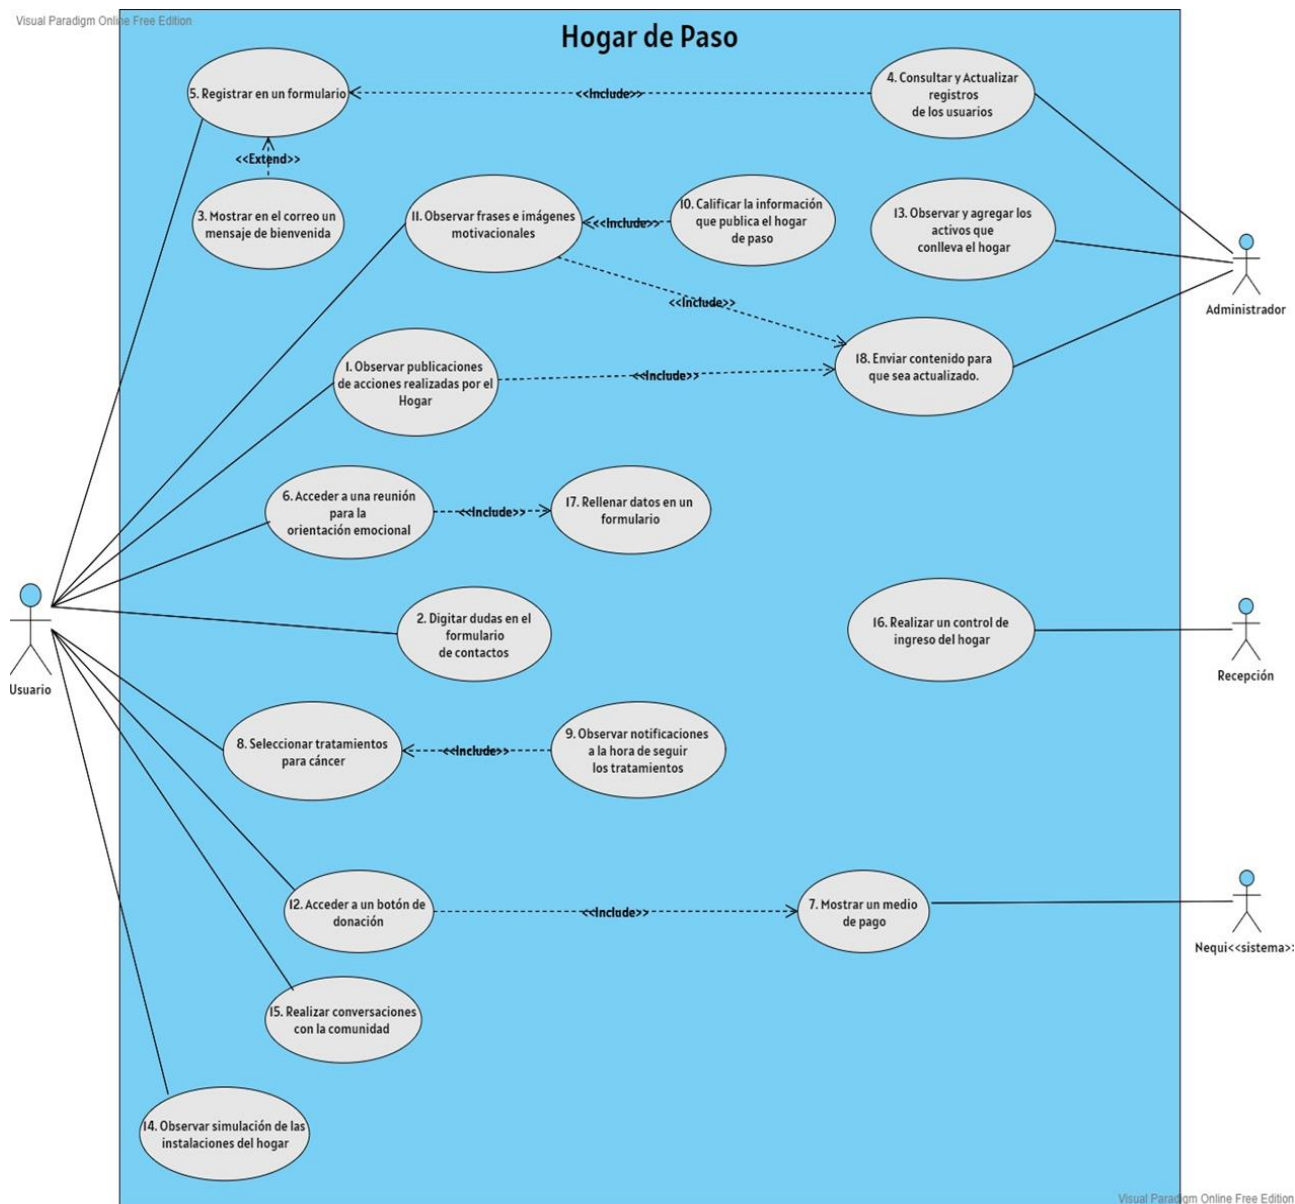 Visual Paradigm Online Free Edition
Hogar de Paso
5. Registrar en un formulario
<<Include>>
4. Consultar y Actualizar
registros
de los usuarios
<<Extend>>
3. Mostrar en el correo un
mensaje de bienvenida
11. Observar frases e imágenes
motivacionales
<<Include>>
10. Calificar la información
que publica el hogar
de paso
13. Observar y agregar los
activos que
conlleva el hogar
Administrador
<<Include>>
1. Observar publicaciones
de acciones realizadas por el
Hogar
<<Include>>
18. Enviar contenido para
que sea actualizado.
6. Acceder a una reunión
para la
orientación emocional
<<Include>>
17. Rellenar datos en un
formulario
Usuario
2. Digitar dudas en el
formulario
de contactos
16. Realizar un control de
ingreso del hogar
Recepción
8. Seleccionar tratamientos
para cáncer
<<Include>>
9. Observar notificaciones
a la hora de seguir
los tratamientos
12. Acceder a un botón de
donación
<<Include>>
7. Mostrar un medio
de pago
Nequi<<sistema>>
15. Realizar conversaciones
con la comunidad
14. Observar simulación de las
instalaciones del hogar
Visual Paradigm Online Free Edition